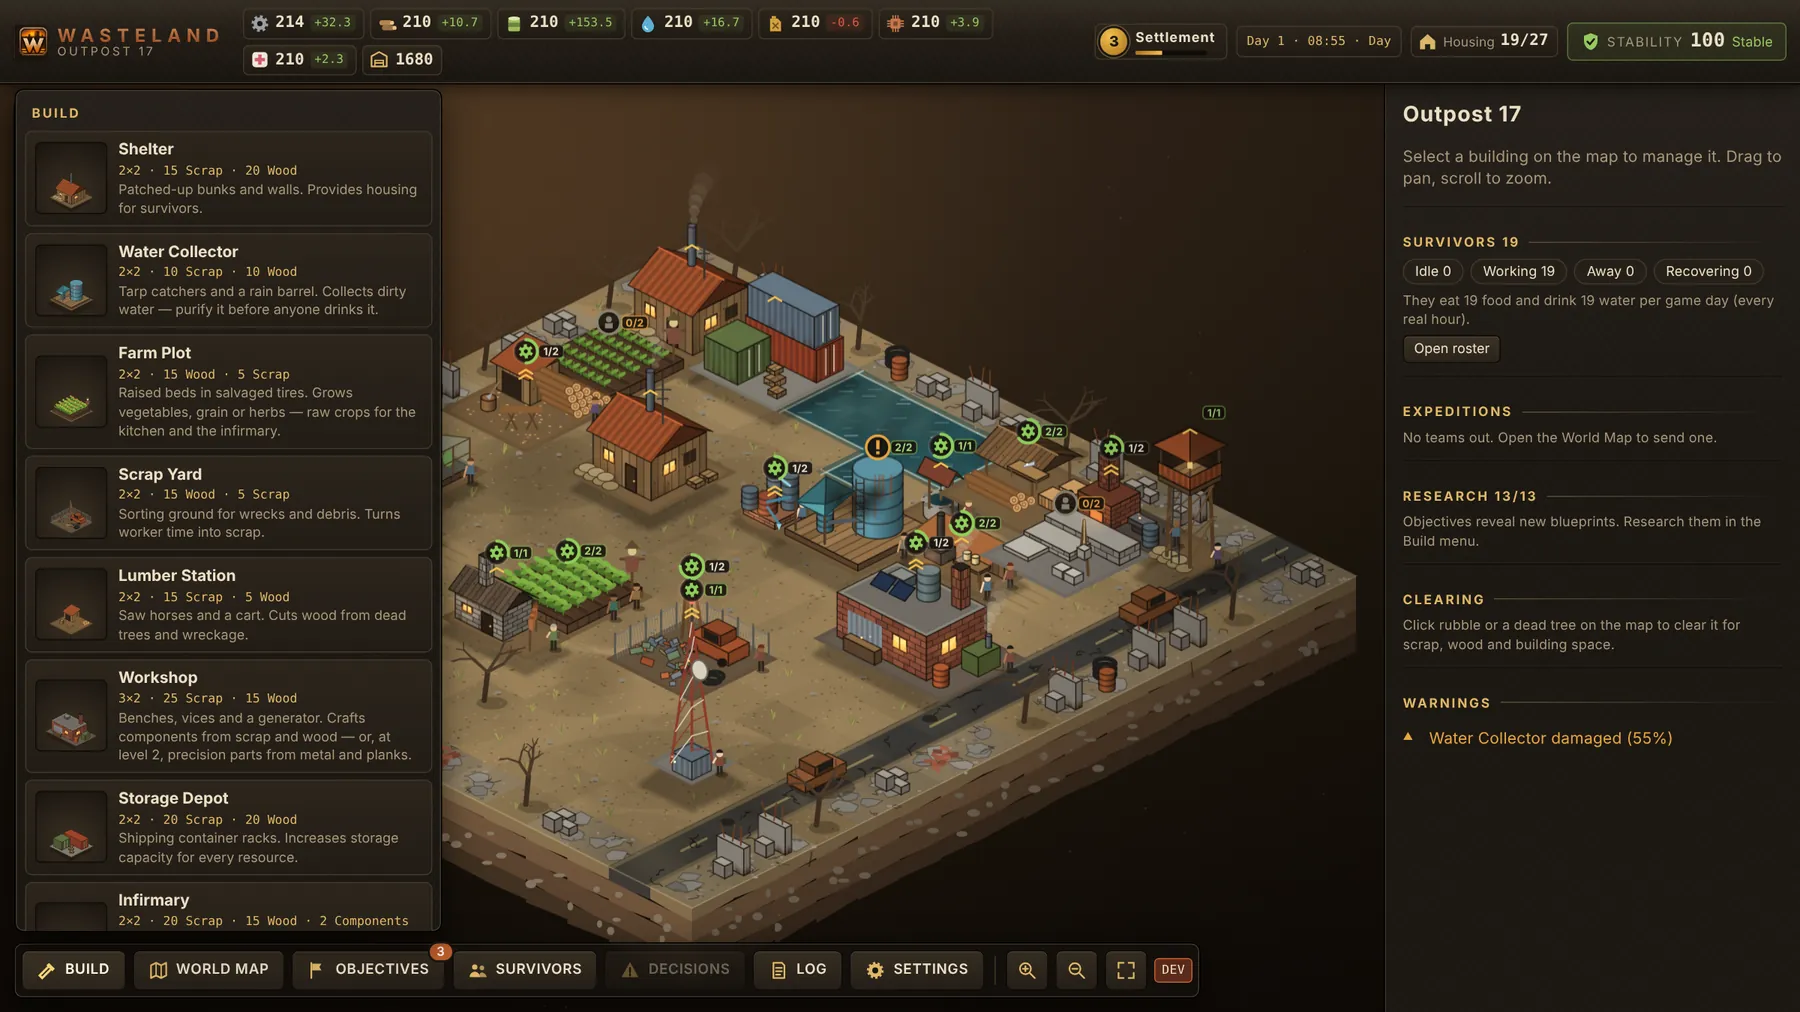 WASTELAND
OUTPOST 17
214 +32.3
210 +10.7
210 +153.5
210 +16.7
210 -0.6
210 +3.9
210 +2.3
1680
3 Settlement
Day 1 · 08:55 · Day
Housing 19/27
STABILITY 100 Stable
BUILD
Shelter
2×2 · 15 Scrap · 20 Wood
Patched-up bunks and walls. Provides housing
for survivors.
Water Collector
2×2 · 10 Scrap · 10 Wood
Tarp catchers and a rain barrel. Collects dirty
water — purify it before anyone drinks it.
Farm Plot
2×2 · 15 Wood · 5 Scrap
Raised beds in salvaged tires. Grows
vegetables, grain or herbs — raw crops for the
kitchen and the infirmary.
Scrap Yard
2×2 · 15 Wood · 5 Scrap
Sorting ground for wrecks and debris. Turns
worker time into scrap.
Lumber Station
2×2 · 15 Scrap · 5 Wood
Saw horses and a cart. Cuts wood from dead
trees and wreckage.
Workshop
3×2 · 25 Scrap · 15 Wood
Benches, vices and a generator. Crafts
components from scrap and wood — or, at
level 2, precision parts from metal and planks.
Storage Depot
2×2 · 20 Scrap · 20 Wood
Shipping container racks. Increases storage
capacity for every resource.
Infirmary
2×2 · 20 Scrap · 15 Wood · 2 Components
0/2
1/2
1/1
2/2
1/1
2/2
1/2
1/2
0/2
2/2
1/2
1/1
2/2
1/2
1/1
Outpost 17
Select a building on the map to manage it. Drag to
pan, scroll to zoom.
SURVIVORS 19
Idle 0
Working 19
Away 0
Recovering 0
They eat 19 food and drink 19 water per game day (every
real hour).
Open roster
EXPEDITIONS
No teams out. Open the World Map to send one.
RESEARCH 13/13
Objectives reveal new blueprints. Research them in the
Build menu.
CLEARING
Click rubble or a dead tree on the map to clear it for
scrap, wood and building space.
WARNINGS
Water Collector damaged (55%)
BUILD
WORLD MAP
OBJECTIVES
3
SURVIVORS
DECISIONS
LOG
SETTINGS
DEV